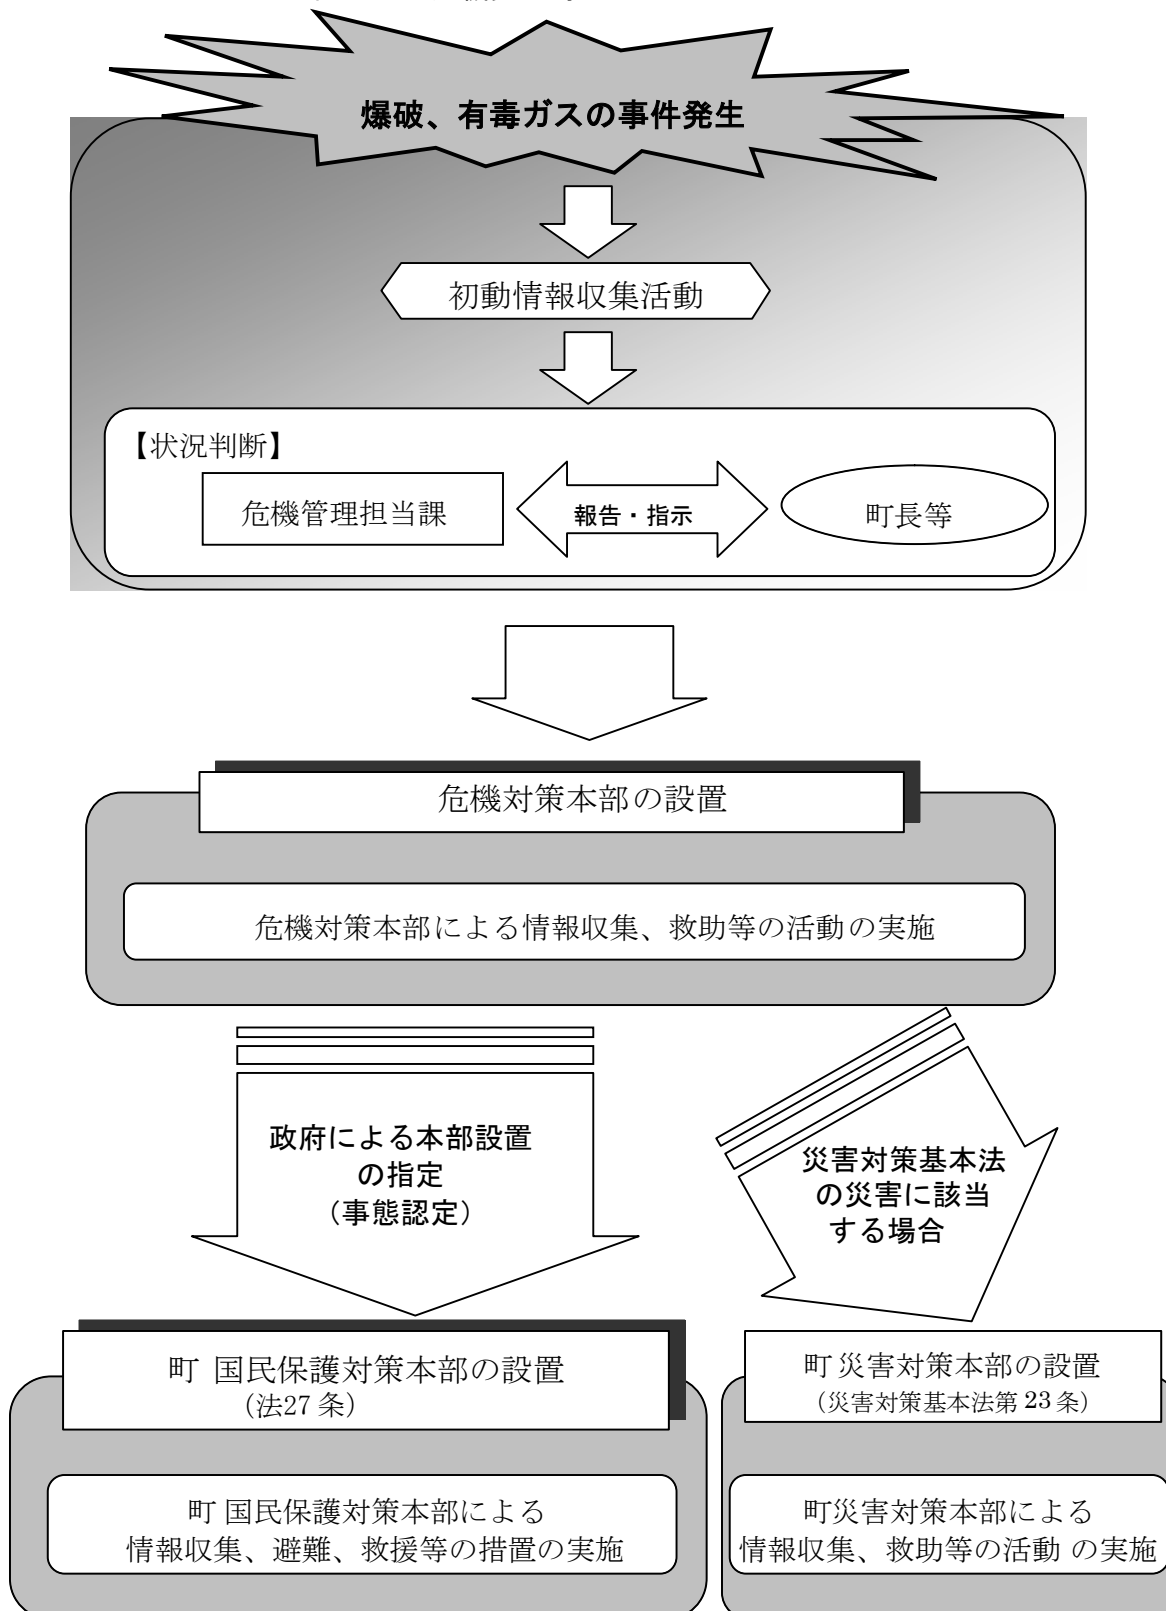 爆破、有毒ガスの事件発生
初動情報収集活動
【状況判断】
危機管理担当課
報告・指示
町長等
危機対策本部の設置
危機対策本部による情報収集、救助等の活動の実施
政府による本部設置
の指定
（事態認定）
災害対策基本法
の災害に該当
する場合
町 国民保護対策本部の設置
（法27 条）
町 国民保護対策本部による
情報収集、避難、救援等の措置の実施
町災害対策本部の設置
（災害対策基本法第 23 条）
町災害対策本部による
情報収集、救助等の活動 の実施